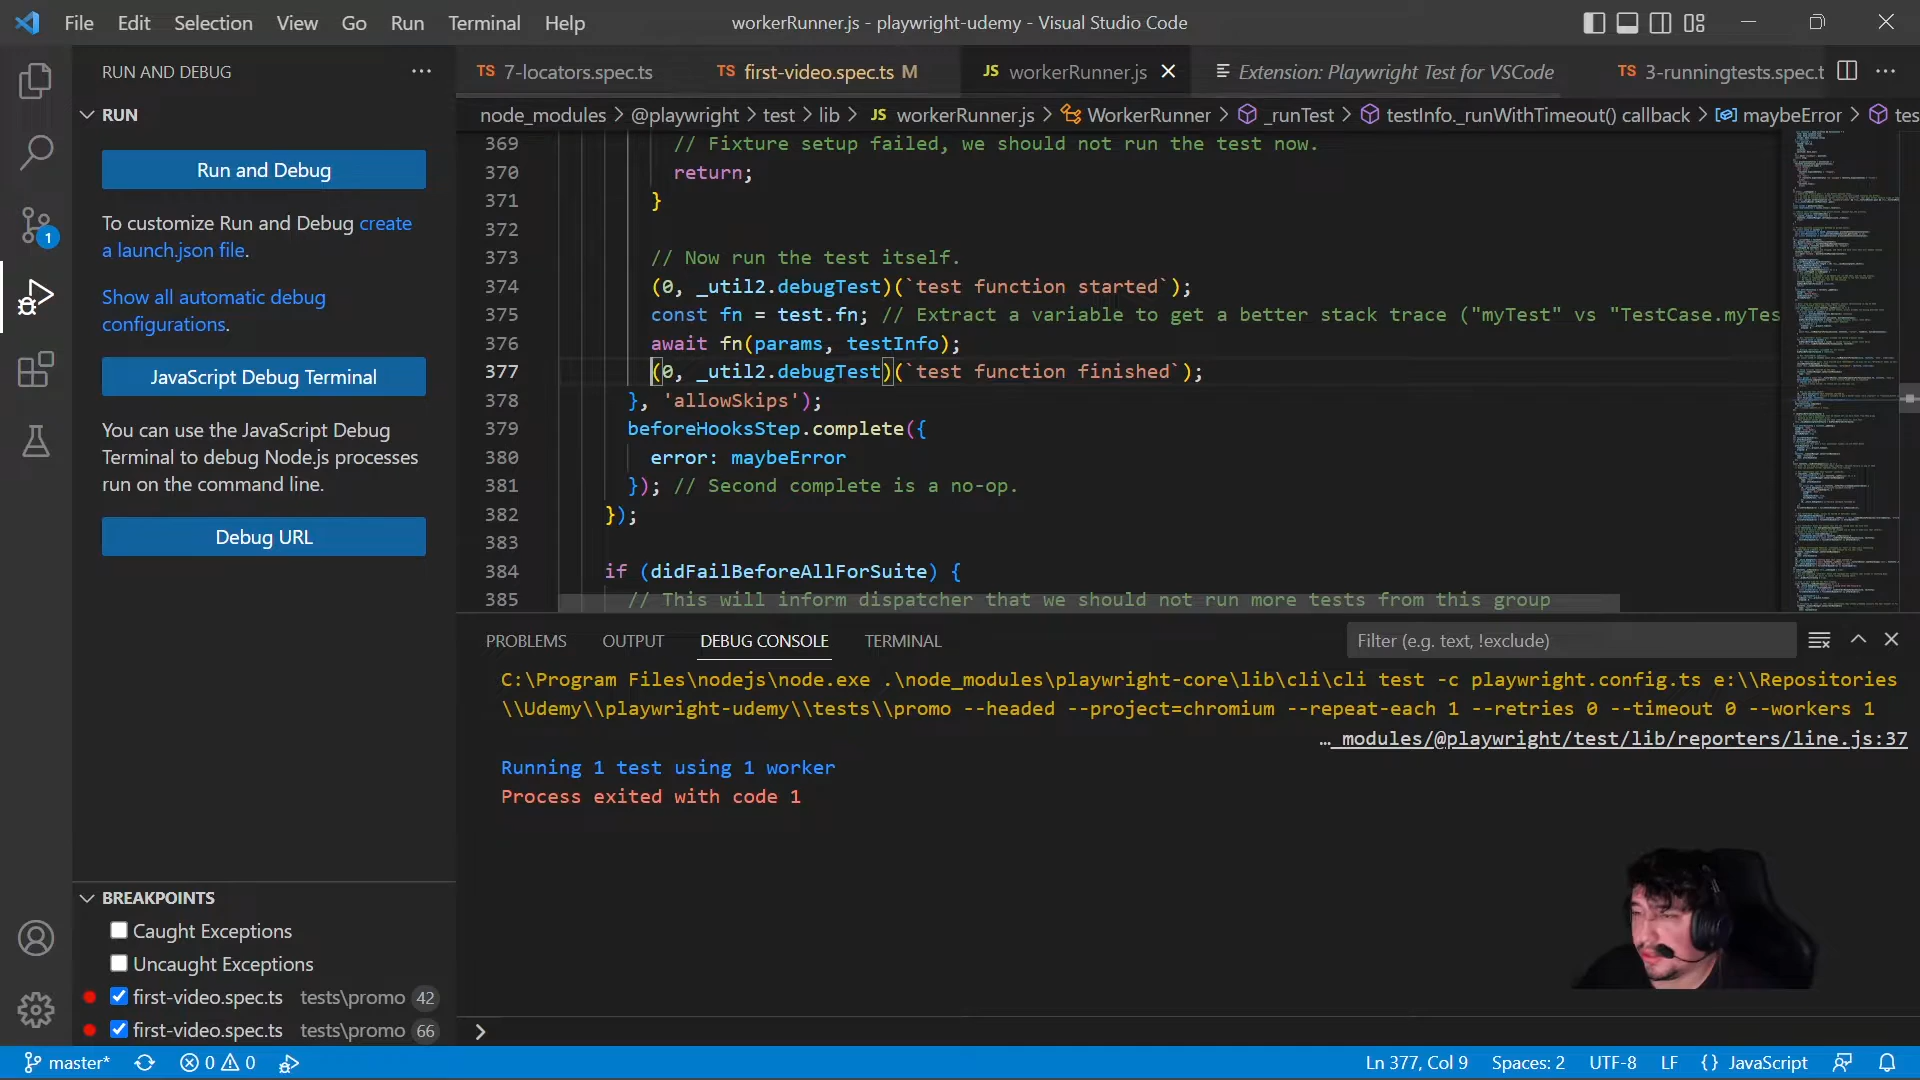 File Edit Selection View Go Run Terminal Help
workerRunner.js - playwright-udemy - Visual Studio Code
RUN AND DEBUG
RUN
Run and Debug
To customize Run and Debug create
a launch.json file.
Show all automatic debug
configurations.
JavaScript Debug Terminal
You can use the JavaScript Debug
Terminal to debug Node.js processes
run on the command line.
Debug URL
BREAKPOINTS
Caught Exceptions
Uncaught Exceptions
first-video.spec.ts tests\promo 42
first-video.spec.ts tests\promo 66
1
TS 7-locators.spec.ts
TS first-video.spec.ts M
JS workerRunner.js
Extension: Playwright Test for VSCode
TS 3-runningtests.spec.t
node_modules > @playwright > test > lib > JS workerRunner.js > WorkerRunner > _runTest > testInfo._runWithTimeout() callback > maybeError > tes
369 // Fixture setup failed, we should not run the test now.
370 return;
371 }
372
373 // Now run the test itself.
374 (0, _util2.debugTest)(`test function started`);
375 const fn = test.fn; // Extract a variable to get a better stack trace ("myTest" vs "TestCase.myTes
376 await fn(params, testInfo);
377 (0, _util2.debugTest)(`test function finished`);
378 }, 'allowSkips');
379 beforeHooksStep.complete({
380 error: maybeError
381 }); // Second complete is a no-op.
382 });
383
384 if (didFailBeforeAllForSuite) {
385 // This will inform dispatcher that we should not run more tests from this group
PROBLEMS OUTPUT DEBUG CONSOLE TERMINAL
Filter (e.g. text, !exclude)
C:\Program Files\nodejs\node.exe .\node_modules\playwright-core\lib\cli\cli test -c playwright.config.ts e:\\Repositories
\\Udemy\\playwright-udemy\\tests\\promo --headed --project=chromium --repeat-each 1 --retries 0 --timeout 0 --workers 1
…_modules/@playwright/test/lib/reporters/line.js:37
Running 1 test using 1 worker
Process exited with code 1
master* 0 0
Ln 377, Col 9 Spaces: 2 UTF-8 LF {} JavaScript